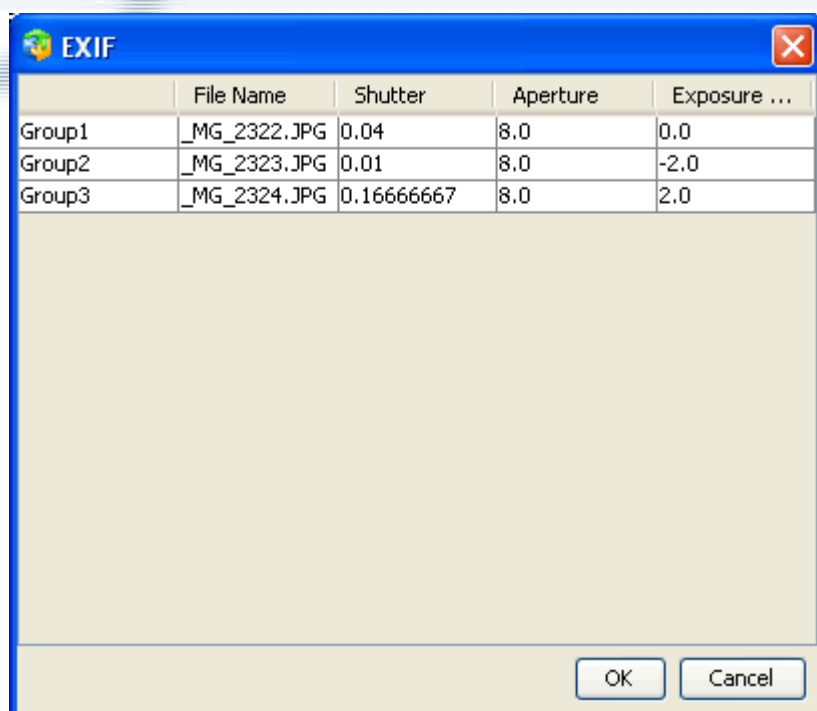 EXIF
File Name Shutter Aperture Exposure ...
Group1 _MG_2322.JPG 0.04 8.0 0.0
Group2 _MG_2323.JPG 0.01 8.0 -2.0
Group3 _MG_2324.JPG 0.16666667 8.0 2.0
OK Cancel